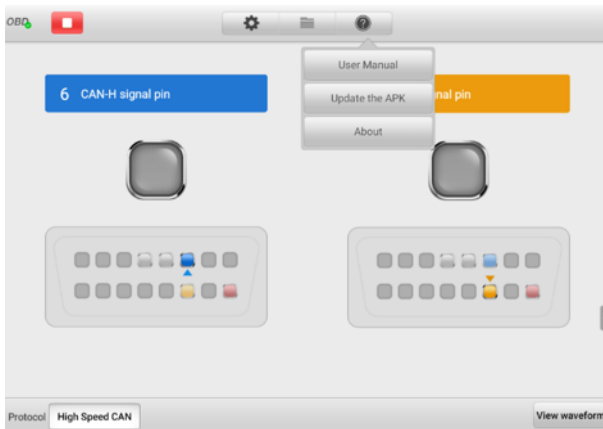 OBD
User Manual
6 CAN-H signal pin
Update the APK
nal pin
About
Protocol High Speed CAN
View waveform